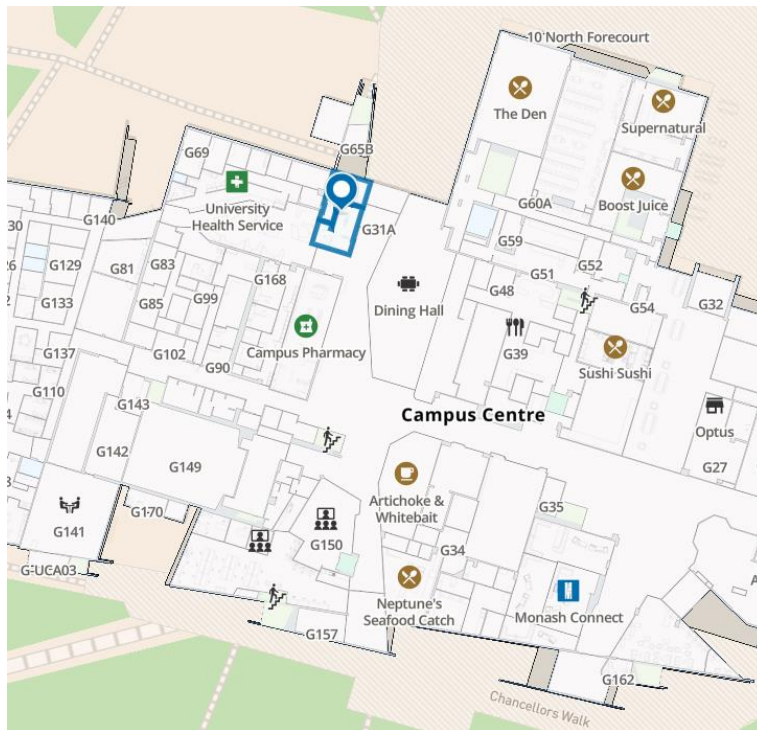 10 North Forecourt
The Den
Supernatural
G65B
G69
University
Health Service
Boost Juice
G60A
G140
30
G31A
G59
G129
G81
G83
G168
G51
G52
26
G133
G85
G99
G48
G54
G32
Dining Hall
G137
G102
G90
Campus Pharmacy
G39
Sushi Sushi
G110
G143
Campus Centre
Optus
G142
G149
G27
Artichoke &
Whitebait
G35
G170
G141
G150
G34
G-UCA03
Neptune's
Seafood Catch
Monash Connect
G157
G162
Chancellors Walk